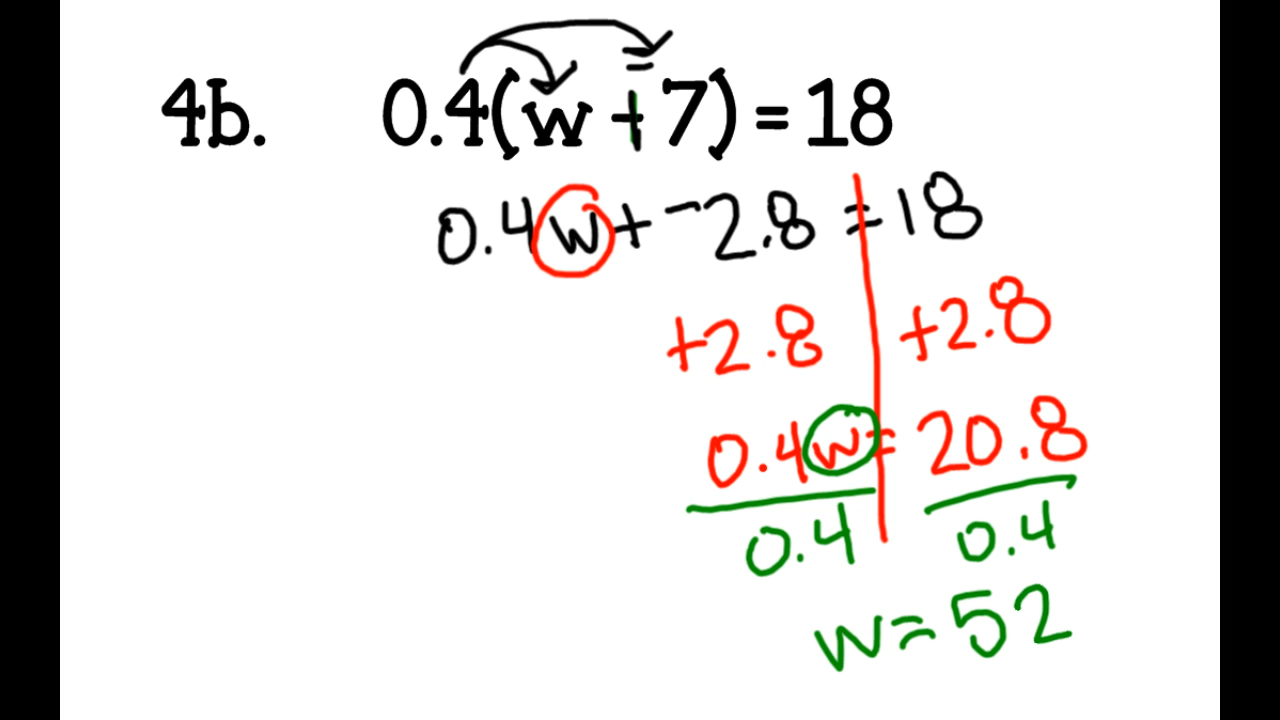 4b. 0.4(w + 7) = 18
0.4w + ⁻2.8 = 18
+2.8 +2.8
0.4w = 20.8
0.4 0.4
w = 52